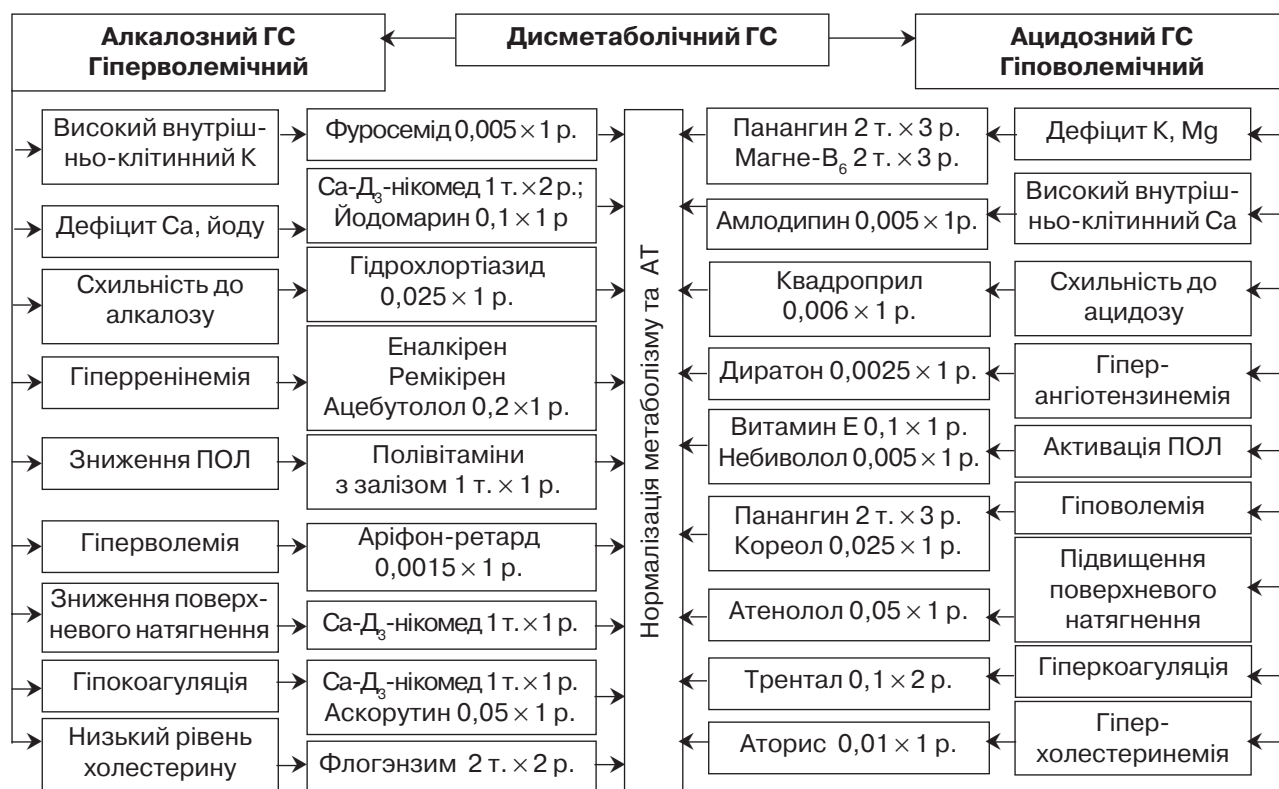 Алкалозний ГС
Гіперволемічний
Дисметаболічний ГС
Ацидозний ГС
Гіповолемічний
Високий внутріш-
ньо-клітинний К
Фуросемід 0,005 × 1 р.
Дефіцит Са, йоду
Са-Д₃-нікомед 1 т. × 2 р.;
Йодомарин 0,1 × 1 р
Схильність до
алкалозу
Гідрохлортіазид
0,025 × 1 р.
Гіперренінемія
Еналкірен
Ремікірен
Ацебутолол 0,2 × 1 р.
Зниження ПОЛ
Полівітаміни
з залізом 1 т. × 1 р.
Гіперволемія
Аріфон-ретард
0,0015 × 1 р.
Зниження поверх-
невого натягнення
Са-Д₃-нікомед 1 т. × 1 р.
Гіпокоагуляція
Са-Д₃-нікомед 1 т. × 1 р.
Аскорутин 0,05 × 1 р.
Низький рівень
холестерину
Флогэнзим 2 т. × 2 р.
Нормалізація метаболізму та АТ
Панангин 2 т. × 3 р.
Магне-В₆ 2 т. × 3 р.
Дефіцит К, Mg
Амлодипин 0,005 × 1р.
Високий внутріш-
ньо-клітинний Са
Квадроприл
0,006 × 1 р.
Схильність до
ацидозу
Диратон 0,0025 × 1 р.
Гіпер-
ангіотензинемія
Витамин Е 0,1 × 1 р.
Небиволол 0,005 × 1 р.
Активація ПОЛ
Панангин 2 т. × 3 р.
Кореол 0,025 × 1 р.
Гіповолемія
Атенолол 0,05 × 1 р.
Підвищення
поверхневого
натягнення
Трентал 0,1 × 2 р.
Гіперкоагуляція
Аторис 0,01 × 1 р.
Гіпер-
холестеринемія